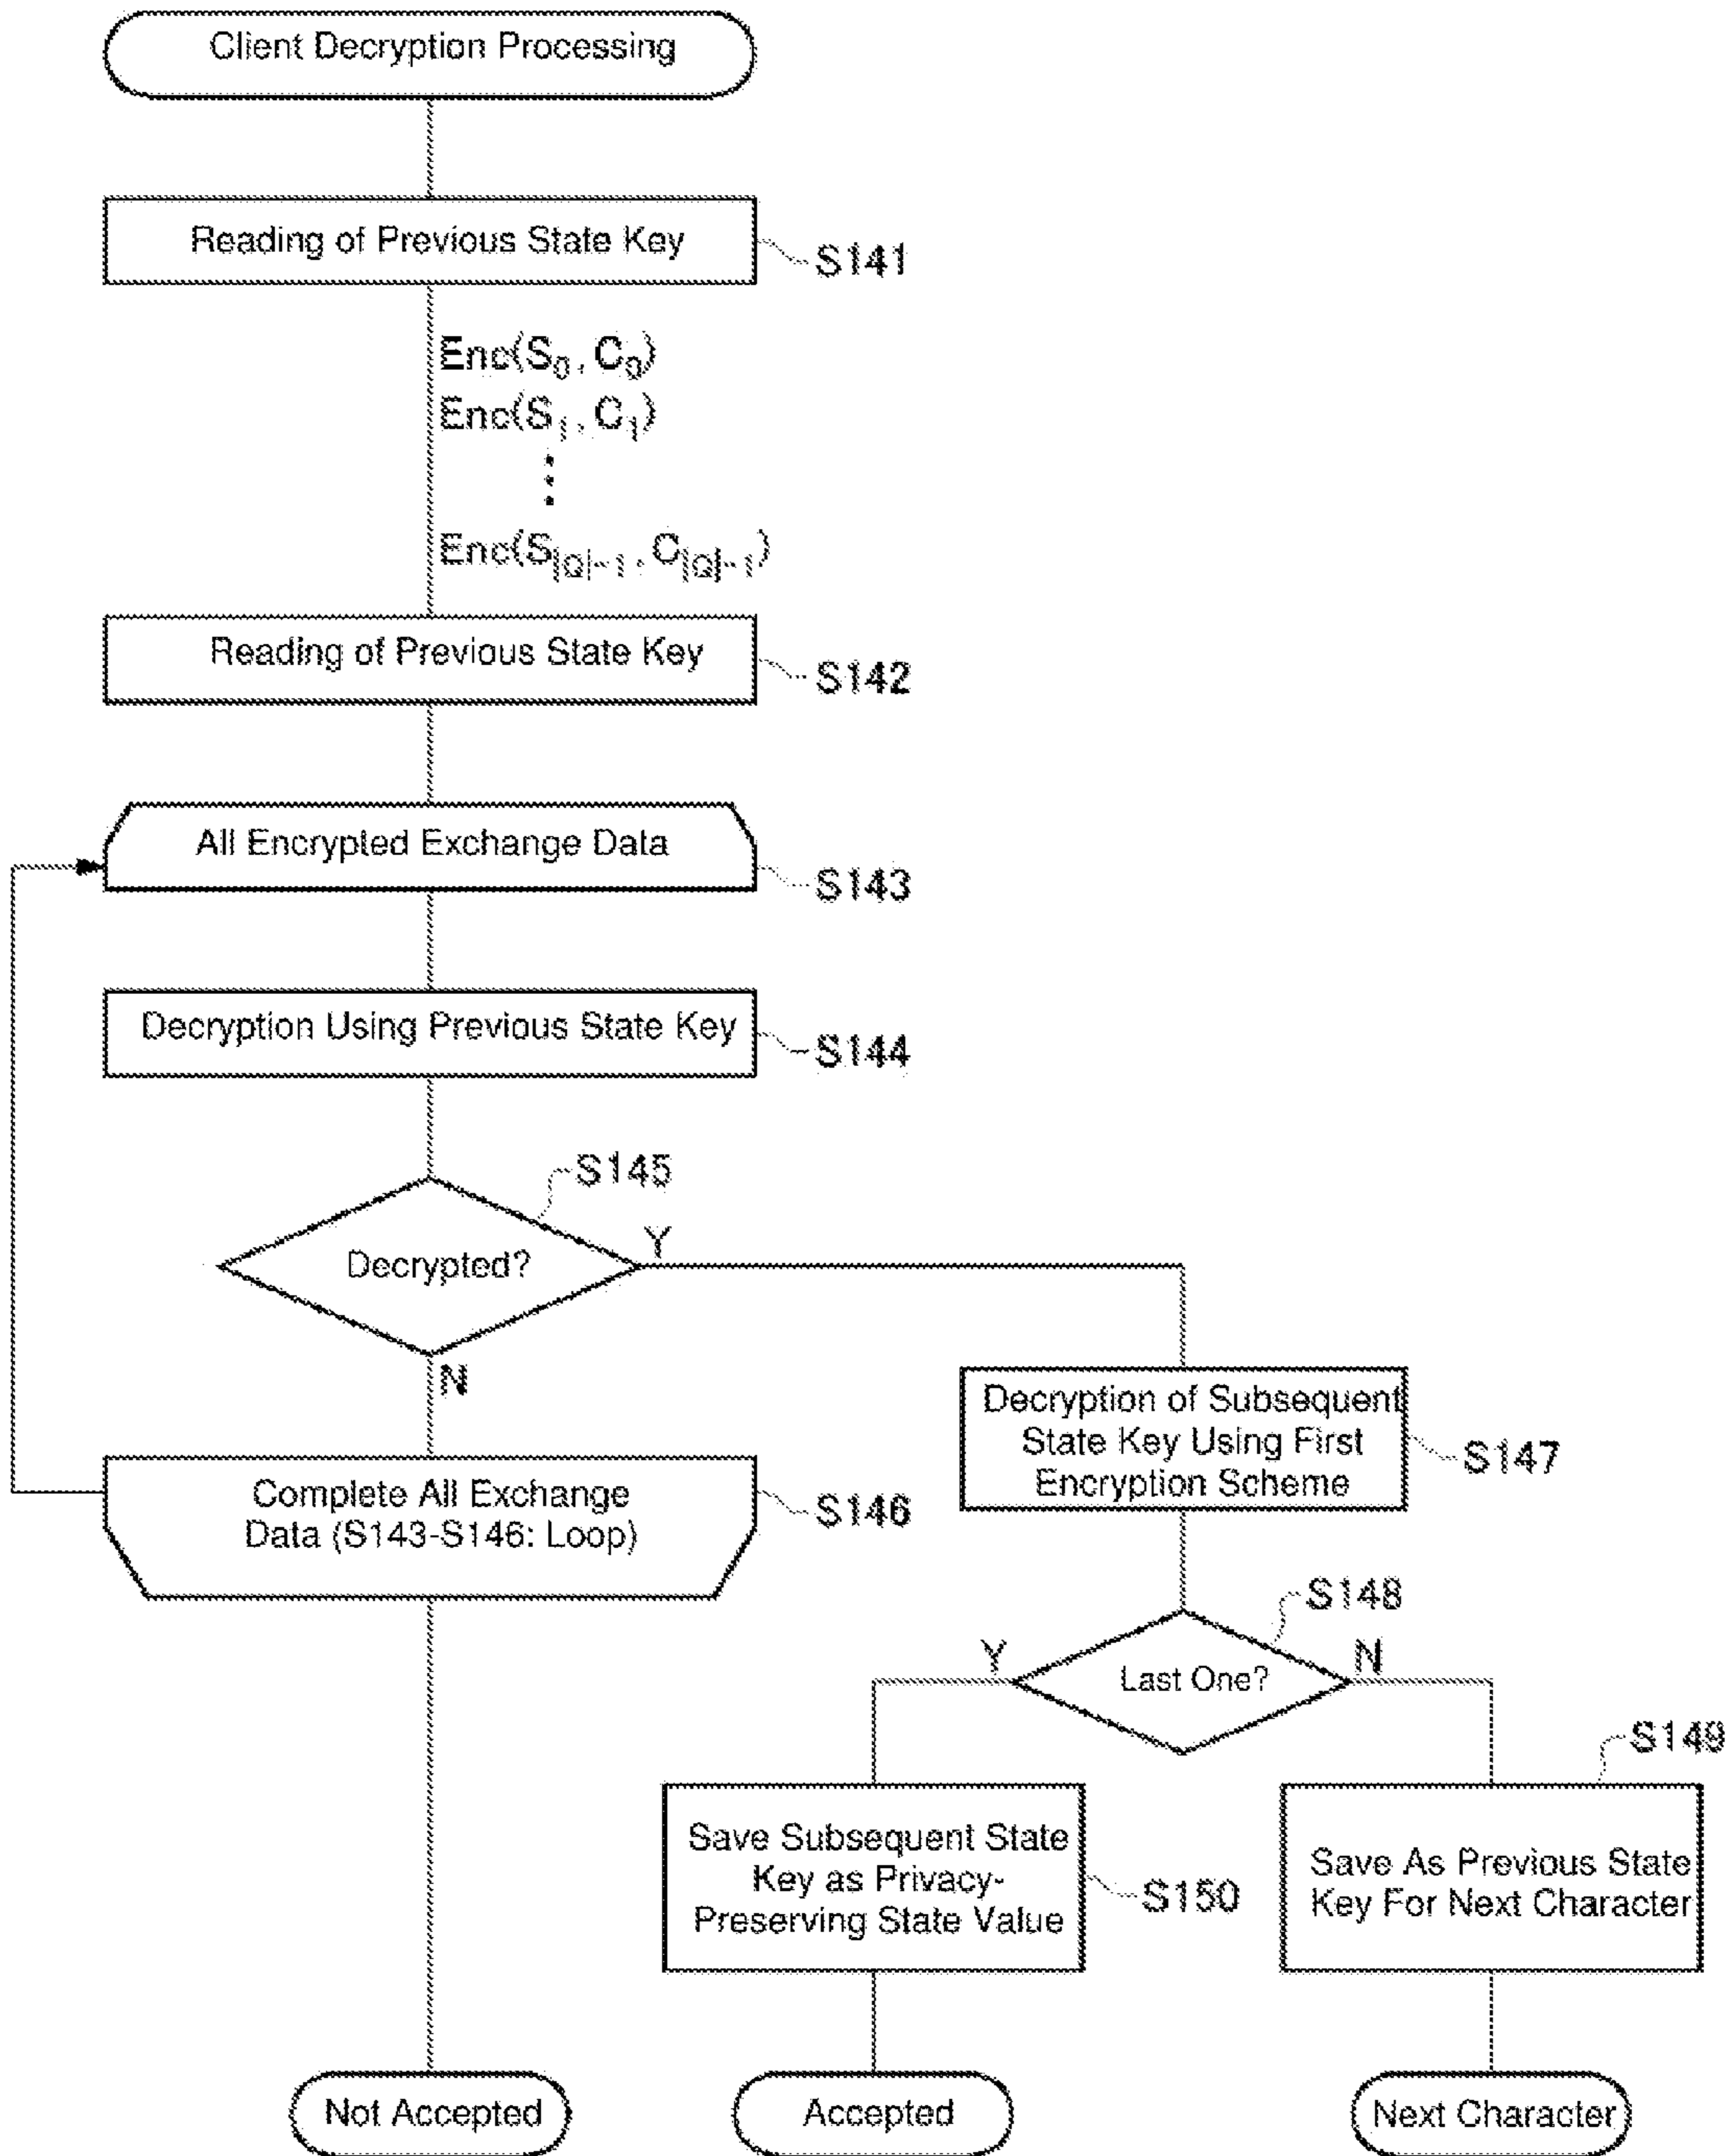 Client Decryption Processing
Reading of Previous State Key
S141
Enc(S₀, C₀)
Enc(S₁, C₁)
⋮
Enc(S|Q|-1, C|Q|-1)
Reading of Previous State Key
S142
All Encrypted Exchange Data
S143
Decryption Using Previous State Key
S144
S145
Decrypted?
Y
N
Decryption of Subsequent
State Key Using First
Encryption Scheme
S147
Complete All Exchange
Data (S143-S146: Loop)
S146
S148
Last One?
Y
N
S149
Save Subsequent State
Key as Privacy-
Preserving State Value
S150
Save As Previous State
Key For Next Character
Not Accepted
Accepted
Next Character